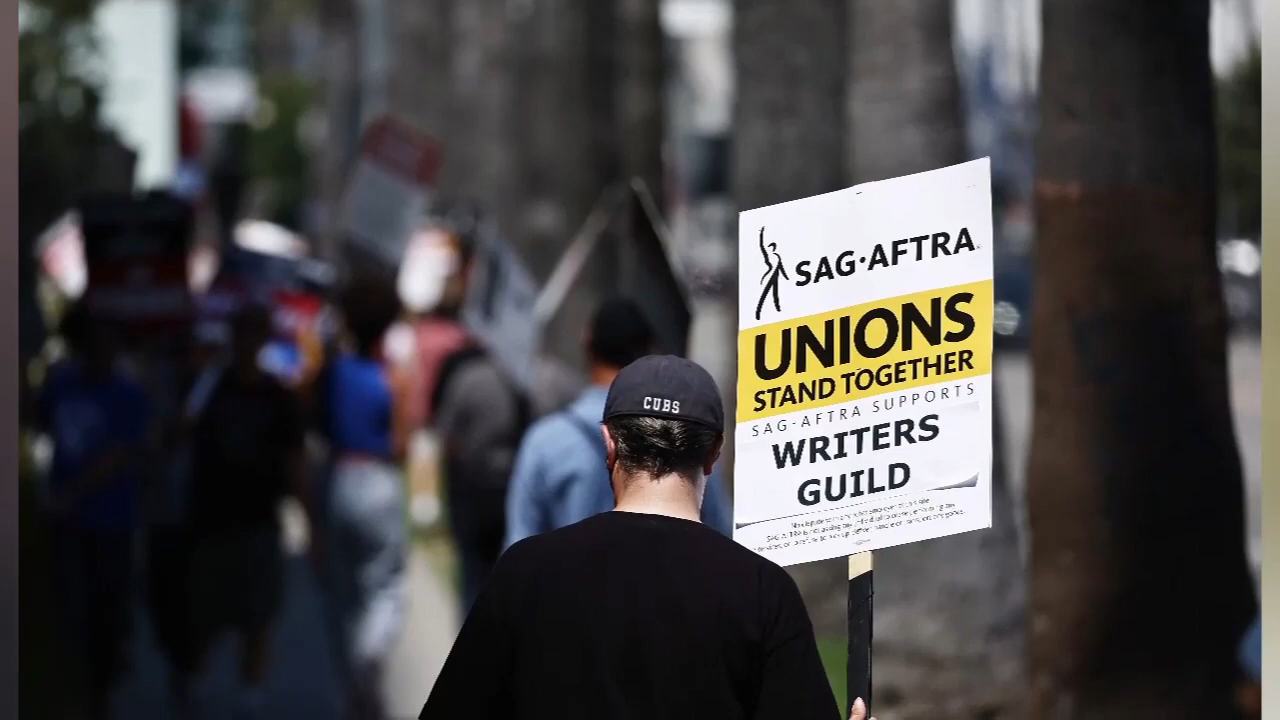 SAG·AFTRA
UNIONS
STAND TOGETHER
SAG-AFTRA SUPPORTS
WRITERS
GUILD
CUBS